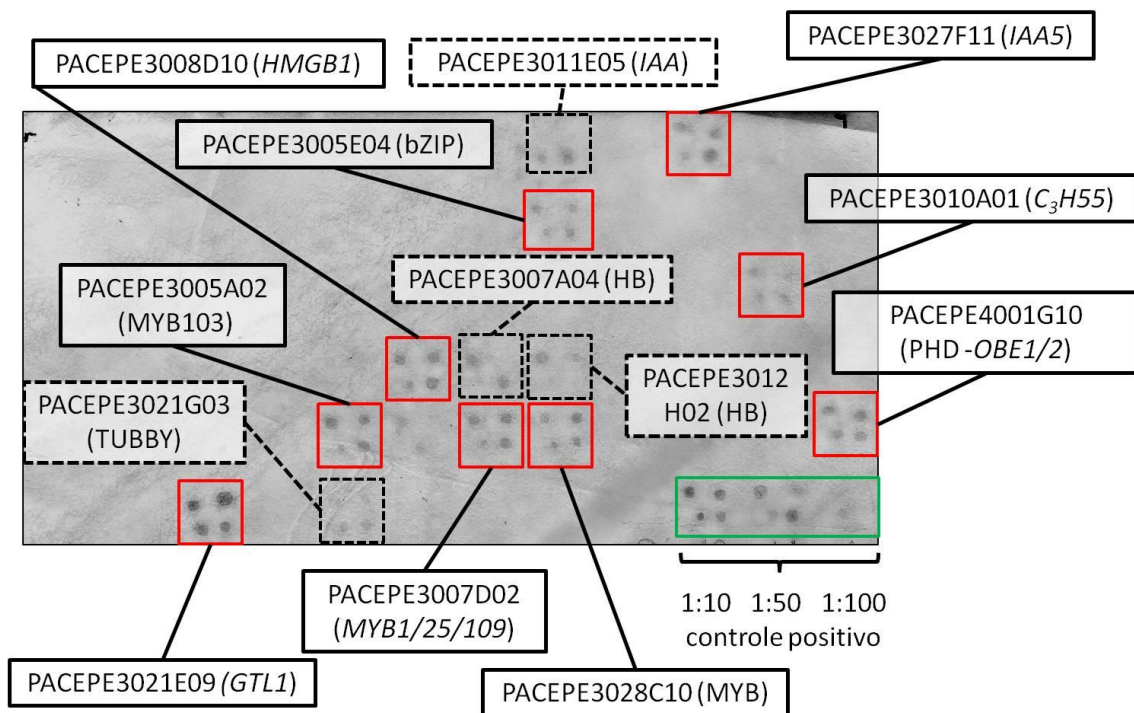 PACEPE3008D10 (HMGB1)
PACEPE3011E05 (IAA)
PACEPE3027F11 (IAA5)
PACEPE3005E04 (bZIP)
PACEPE3010A01 (C₃H55)
PACEPE3007A04 (HB)
PACEPE3005A02
(MYB103)
PACEPE4001G10
(PHD -OBE1/2)
PACEPE3012
H02 (HB)
PACEPE3021G03
(TUBBY)
PACEPE3007D02
(MYB1/25/109)
1:10 1:50 1:100
controle positivo
PACEPE3021E09 (GTL1)
PACEPE3028C10 (MYB)